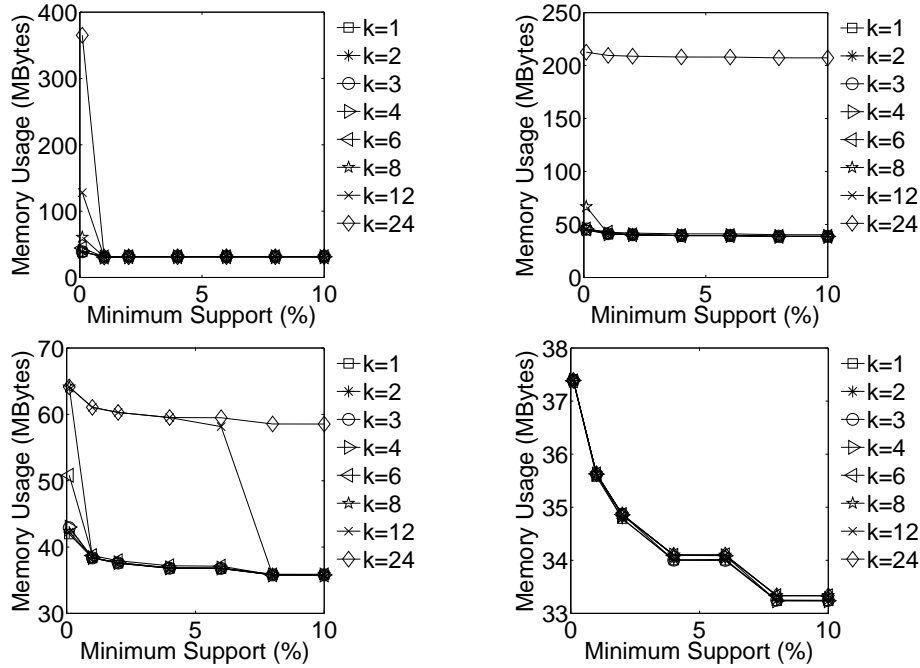 400
300
200
100
0
0
5
10
Memory Usage (MBytes)
Minimum Support (%)
k=1
k=2
k=3
k=4
k=6
k=8
k=12
k=24
250
200
150
100
50
0
0
5
10
Memory Usage (MBytes)
Minimum Support (%)
k=1
k=2
k=3
k=4
k=6
k=8
k=12
k=24
70
60
50
40
30
0
5
10
Memory Usage (MBytes)
Minimum Support (%)
k=1
k=2
k=3
k=4
k=6
k=8
k=12
k=24
38
37
36
35
34
33
0
5
10
Memory Usage (MBytes)
Minimum Support (%)
k=1
k=2
k=3
k=4
k=6
k=8
k=12
k=24